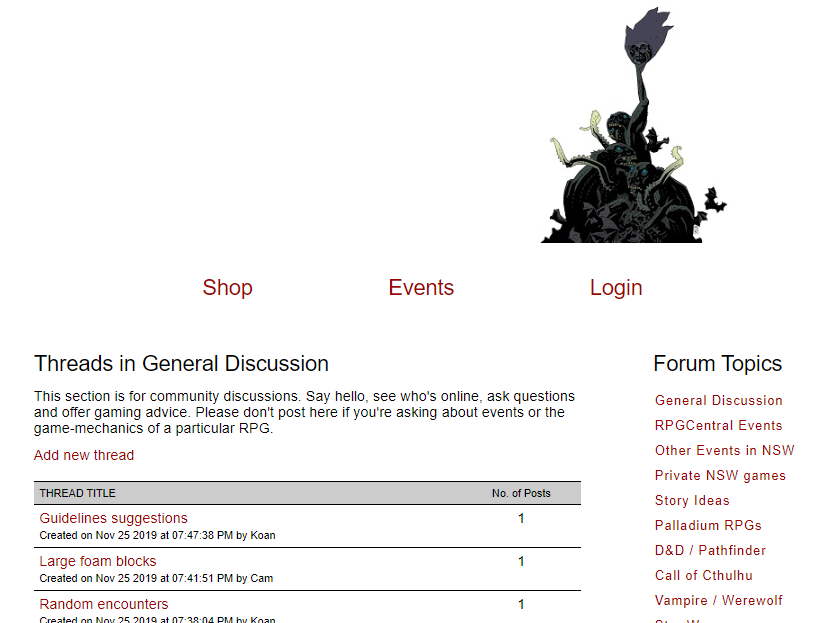 Shop Events Login
Threads in General Discussion
This section is for community discussions. Say hello, see who's online, ask questions
and offer gaming advice. Please don't post here if you're asking about events or the
game-mechanics of a particular RPG.
Add new thread
THREAD TITLE No. of Posts
Guidelines suggestions 1
Created on Nov 25 2019 at 07:47:38 PM by Koan
Large foam blocks 1
Created on Nov 25 2019 at 07:41:51 PM by Cam
Random encounters 1
Created on Nov 25 2019 at 07:38:04 PM by Koan
Forum Topics
General Discussion
RPGCentral Events
Other Events in NSW
Private NSW games
Story Ideas
Palladium RPGs
D&D / Pathfinder
Call of Cthulhu
Vampire / Werewolf